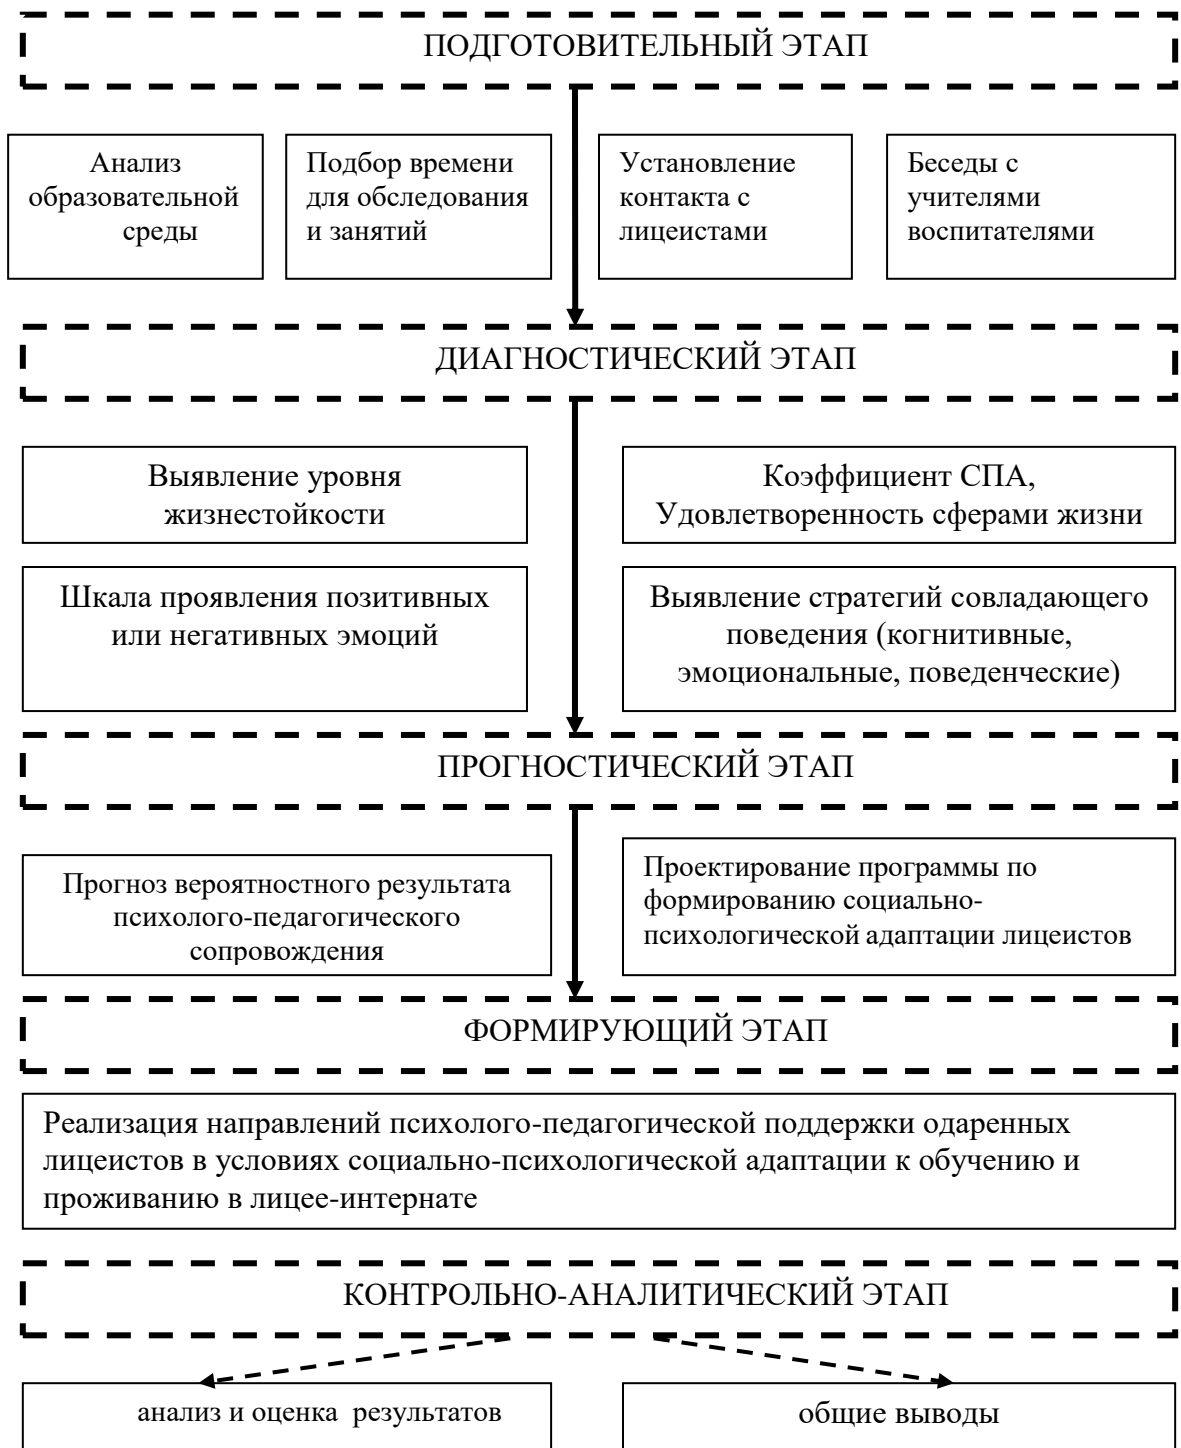 ПОДГОТОВИТЕЛЬНЫЙ ЭТАП
Анализ
образовательной
среды
Подбор времени
для обследования
и занятий
Установление
контакта с
лицеистами
Беседы с
учителями
воспитателями
ДИАГНОСТИЧЕСКИЙ ЭТАП
Выявление уровня
жизнестойкости
Коэффициент СПА,
Удовлетворенность сферами жизни
Шкала проявления позитивных
или негативных эмоций
Выявление стратегий совладающего
поведения (когнитивные,
эмоциональные, поведенческие)
ПРОГНОСТИЧЕСКИЙ ЭТАП
Прогноз вероятностного результата
психолого-педагогического
сопровождения
Проектирование программы по
формированию социально-
психологической адаптации лицеистов
ФОРМИРУЮЩИЙ ЭТАП
Реализация направлений психолого-педагогической поддержки одаренных
лицеистов в условиях социально-психологической адаптации к обучению и
проживанию в лицее-интернате
КОНТРОЛЬНО-АНАЛИТИЧЕСКИЙ ЭТАП
анализ и оценка результатов
общие выводы